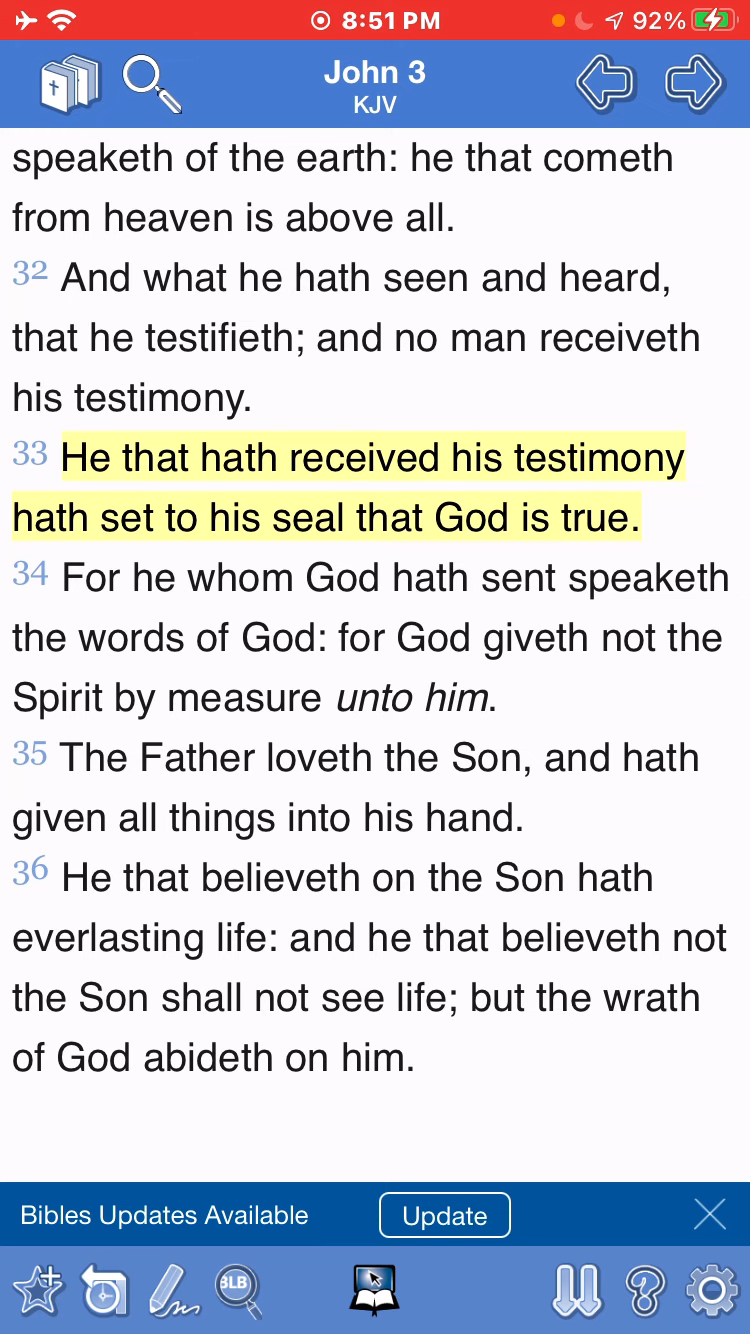 8:51 PM
92%
John 3
KJV
speaketh of the earth: he that cometh
from heaven is above all.
32 And what he hath seen and heard,
that he testifieth; and no man receiveth
his testimony.
33 He that hath received his testimony
hath set to his seal that God is true.
34 For he whom God hath sent speaketh
the words of God: for God giveth not the
Spirit by measure unto him.
35 The Father loveth the Son, and hath
given all things into his hand.
36 He that believeth on the Son hath
everlasting life: and he that believeth not
the Son shall not see life; but the wrath
of God abideth on him.
Bibles Updates Available
Update
BLB